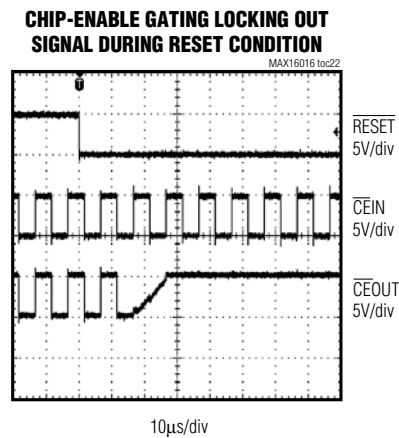 CHIP-ENABLE GATING LOCKING OUT
SIGNAL DURING RESET CONDITION
MAX16016 toc22
T
RESET
5V/div
CEIN
5V/div
CEOUT
5V/div
10µs/div